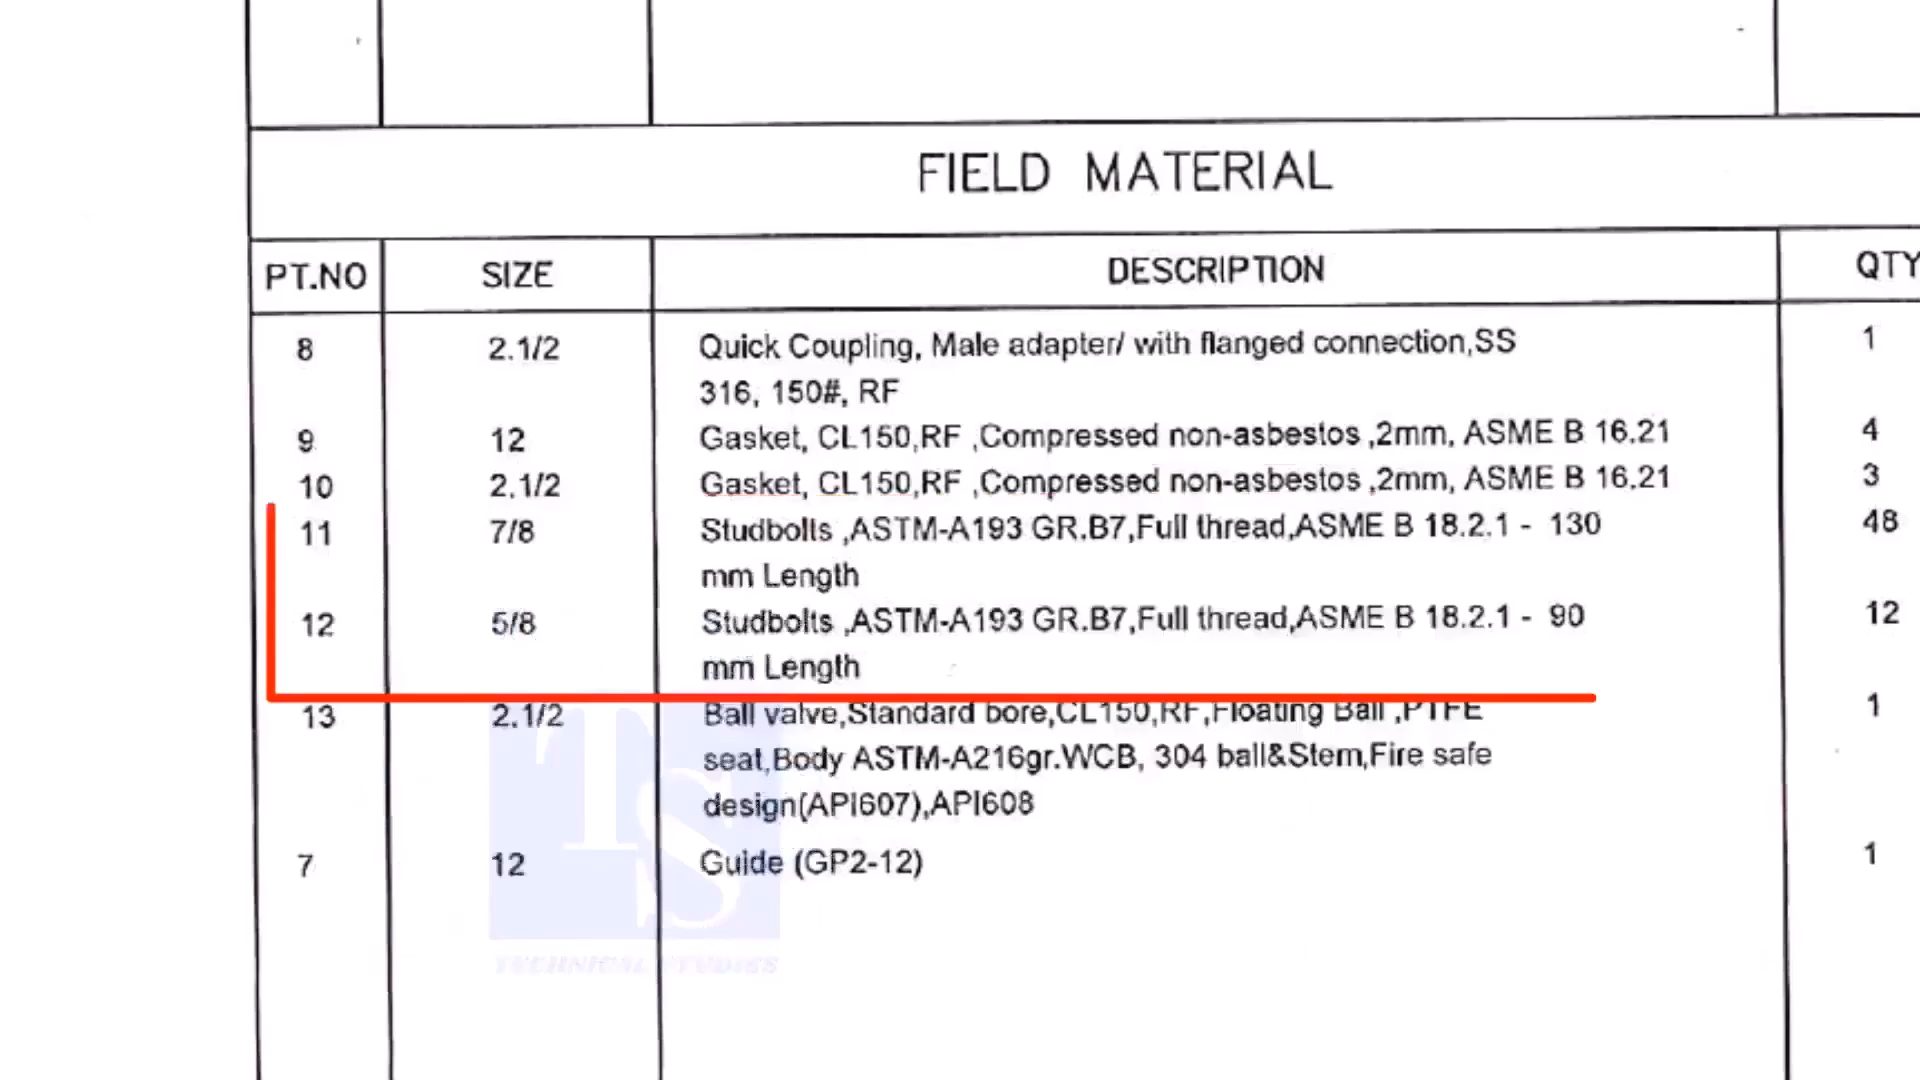 FIELD MATERIAL
PT.NO SIZE DESCRIPTION QTY
8 2.1/2 Quick Coupling, Male adapter/ with flanged connection,SS 1
316, 150#, RF
9 12 Gasket, CL150,RF ,Compressed non-asbestos ,2mm, ASME B 16.21 4
10 2.1/2 Gasket, CL150,RF ,Compressed non-asbestos ,2mm, ASME B 16.21 3
11 7/8 Studbolts ,ASTM-A193 GR.B7,Full thread,ASME B 18.2.1 - 130 48
mm Length
12 5/8 Studbolts ,ASTM-A193 GR.B7,Full thread,ASME B 18.2.1 - 90 12
mm Length
13 2.1/2 Ball valve,Standard bore,CL150,RF,Floating Ball ,PTFE 1
seat,Body ASTM-A216gr.WCB, 304 ball&Stem,Fire safe
design(API607),API608
7 12 Guide (GP2-12) 1
TS
TECHNICAL STUDIES